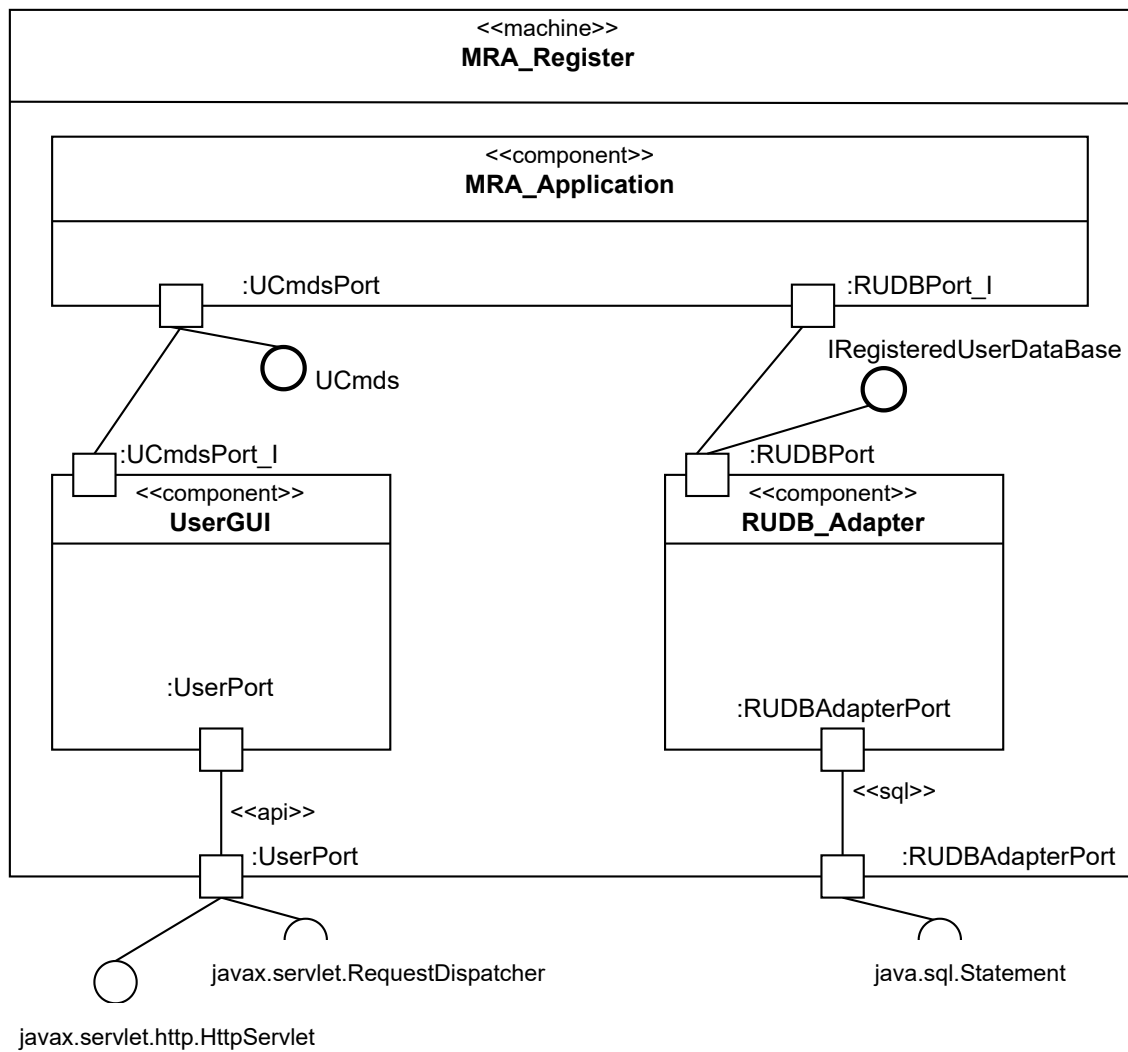 <<machine>>
MRA_Register
<<component>>
MRA_Application
:UCmdsPort
:RUDBPort_I
IRegisteredUserDataBase
UCmds
:UCmdsPort_I
:RUDBPort
<<component>>
UserGUI
<<component>>
RUDB_Adapter
:UserPort
:RUDBAdapterPort
<<api>>
<<sql>>
:UserPort
:RUDBAdapterPort
javax.servlet.RequestDispatcher
java.sql.Statement
javax.servlet.http.HttpServlet